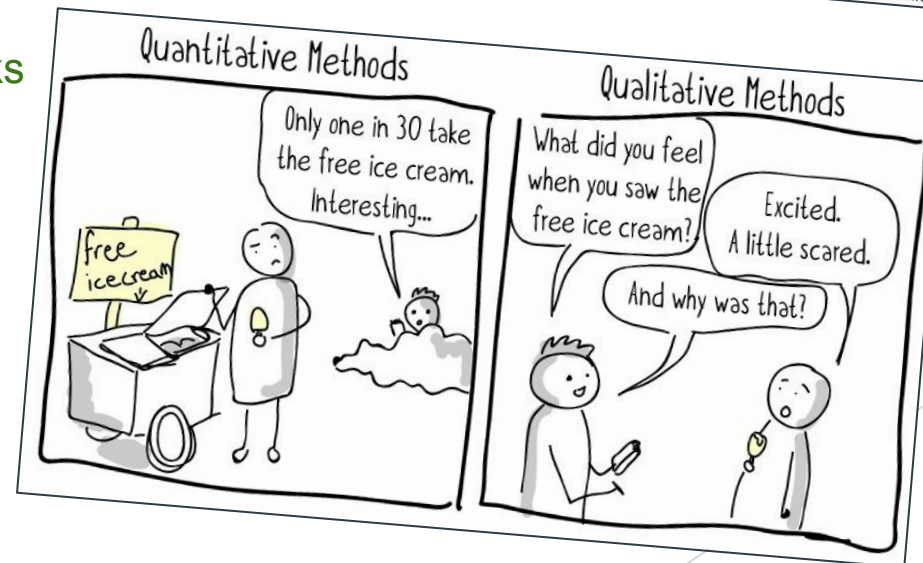 ks
Quantitative Methods
Only one in 30 take
the free ice cream.
Interesting...
free
icecream
Qualitative Methods
What did you feel
when you saw the
free ice cream?
Excited.
A little scared.
And why was that?